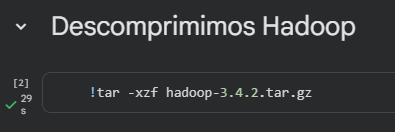 Descomprimimos Hadoop
[2]
29
s
!tar -xzf hadoop-3.4.2.tar.gz